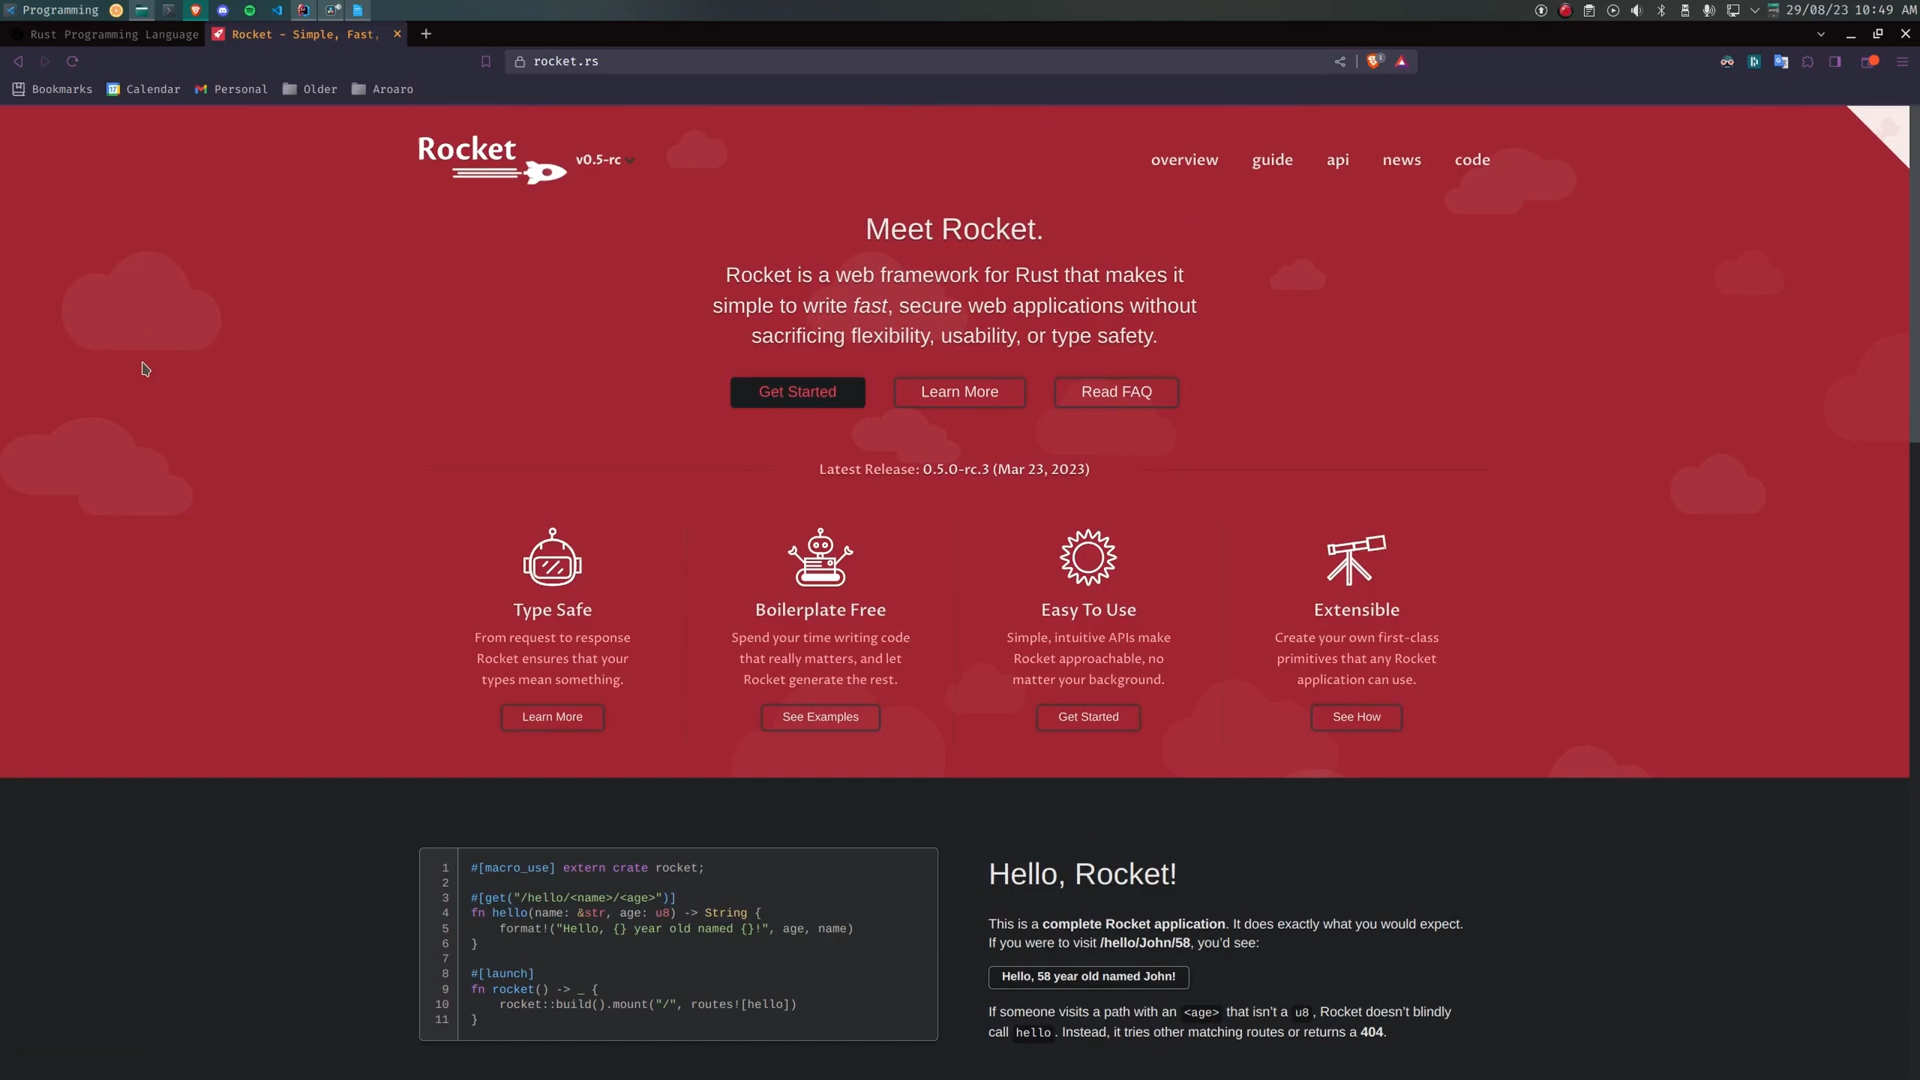 Programming
29/08/23 10:49 AM
Rust Programming Language
Rocket - Simple, Fast,
rocket.rs
Bookmarks
Calendar
Personal
Older
Aroaro
Rocket
v0.5-rc
overview
guide
api
news
code
Meet Rocket.
Rocket is a web framework for Rust that makes it
simple to write fast, secure web applications without
sacrificing flexibility, usability, or type safety.
Get Started
Learn More
Read FAQ
Latest Release: 0.5.0-rc.3 (Mar 23, 2023)
Type Safe
From request to response
Rocket ensures that your
types mean something.
Learn More
Boilerplate Free
Spend your time writing code
that really matters, and let
Rocket generate the rest.
See Examples
Easy To Use
Simple, intuitive APIs make
Rocket approachable, no
matter your background.
Get Started
Extensible
Create your own first-class
primitives that any Rocket
application can use.
See How
1 #[macro_use] extern crate rocket;
2
3 #[get("/hello/<name>/<age>")]
4 fn hello(name: &str, age: u8) -> String {
5 format!("Hello, {} year old named {}!", age, name)
6 }
7
8 #[launch]
9 fn rocket() -> _ {
10 rocket::build().mount("/", routes![hello])
11 }
Hello, Rocket!
This is a complete Rocket application. It does exactly what you would expect.
If you were to visit /hello/John/58, you'd see:
Hello, 58 year old named John!
If someone visits a path with an <age> that isn't a u8, Rocket doesn't blindly
call hello. Instead, it tries other matching routes or returns a 404.